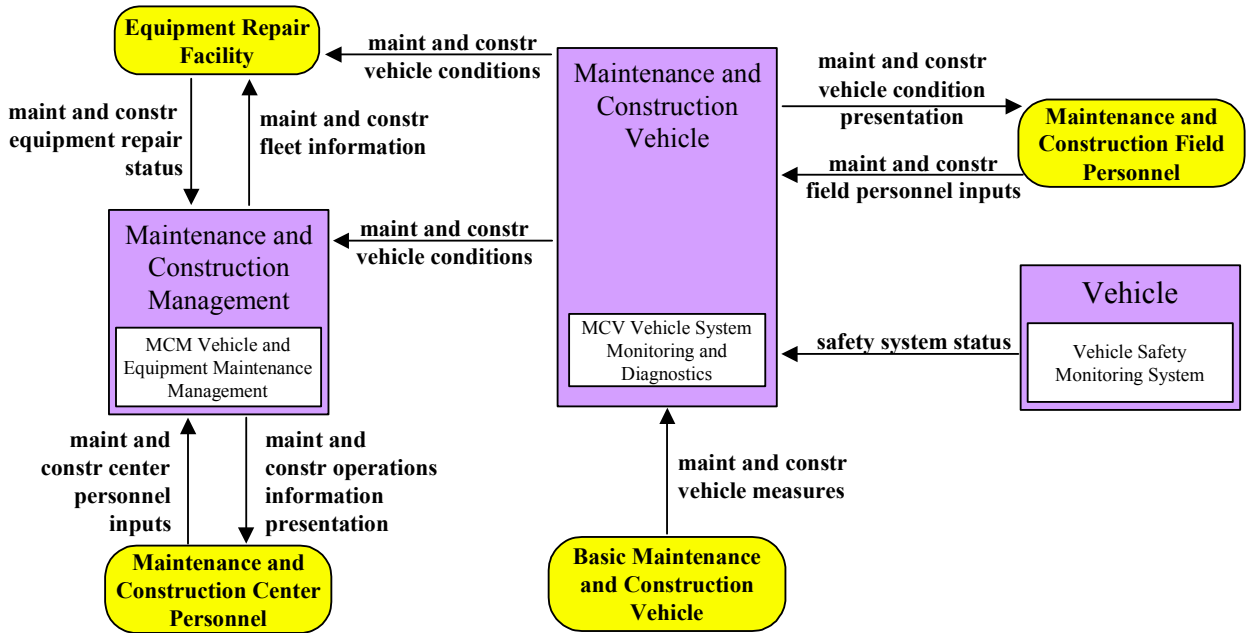 Equipment Repair
Facility
maint and constr
vehicle conditions
Maintenance and
Construction
Vehicle
maint and constr
vehicle condition
presentation
Maintenance and
Construction Field
Personnel
maint and constr
equipment repair
status
maint and constr
fleet information
maint and constr
field personnel inputs
Maintenance and
Construction
Management
maint and constr
vehicle conditions
Vehicle
MCM Vehicle and
Equipment Maintenance
Management
MCV Vehicle System
Monitoring and
Diagnostics
safety system status
Vehicle Safety
Monitoring System
maint and
constr center
personnel
inputs
maint and
constr operations
information
presentation
maint and constr
vehicle measures
Maintenance and
Construction Center
Personnel
Basic Maintenance
and Construction
Vehicle